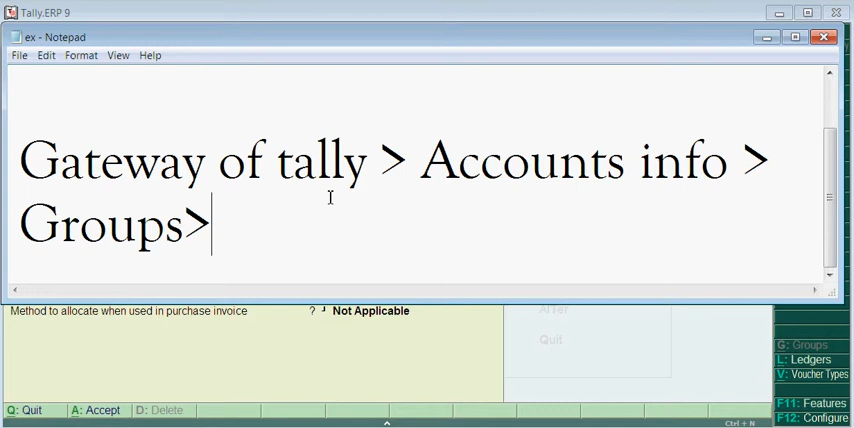 Tally.ERP 9
ex - Notepad
File Edit Format View Help
Gateway of tally > Accounts info >
Groups>
Method to allocate when used in purchase invoice ? Not Applicable
Alter
Quit
G: Groups
L: Ledgers
V: Voucher Types
F11: Features
F12: Configure
Q: Quit A: Accept D: Delete
Ctrl + N